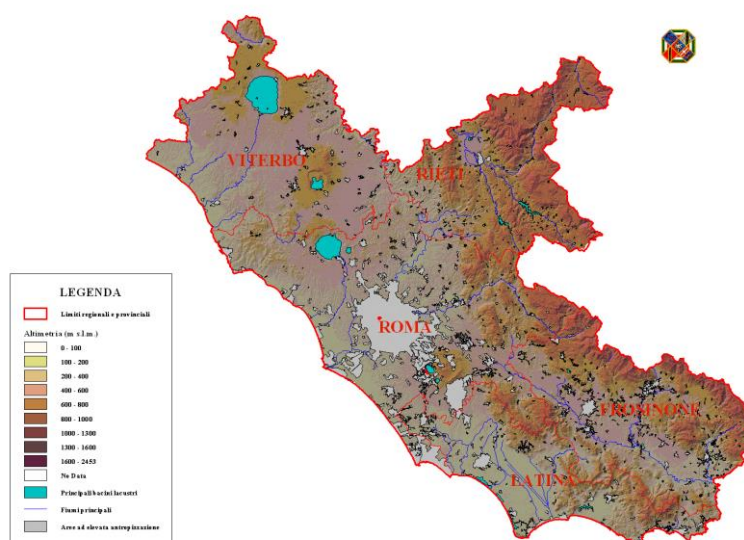 VITERBO
RIETI
ROMA
FROSINONE
LATINA
LEGENDA
Limiti regionali e provinciali
Altimetria (m s.l.m.)
0 - 100
100 - 200
200 - 400
400 - 600
600 - 800
800 - 1000
1000 - 1300
1300 - 1600
1600 - 2453
No Data
Principali bacini lacustri
Fiumi principali
Aree ad elevata antropizzazione